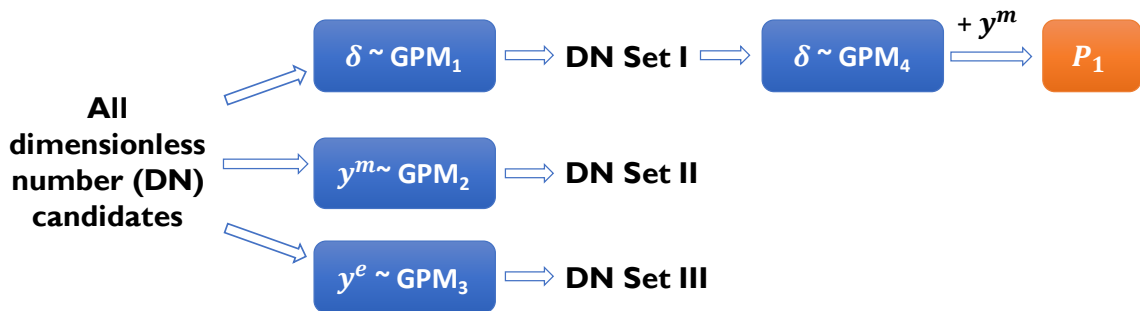 All
dimensionless
number (DN)
candidates
δ ~ GPM₁
DN Set I
δ ~ GPM₄
+ yᵐ
P₁
yᵐ~ GPM₂
DN Set II
yᵉ ~ GPM₃
DN Set III